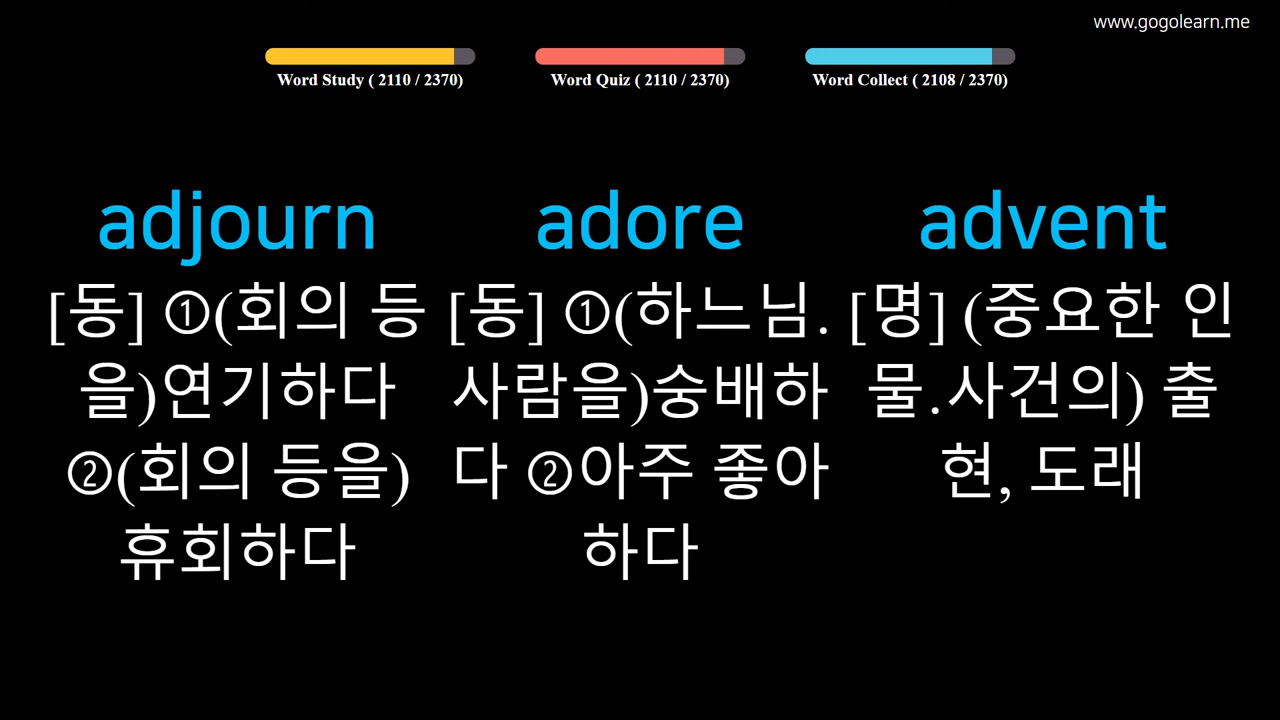 www.gogolearn.me
Word Study ( 2110 / 2370)
Word Quiz ( 2110 / 2370)
Word Collect ( 2108 / 2370)
adjourn
[동] ①(회의 등
을)연기하다
②(회의 등을)
휴회하다
adore
[동] ①(하느님.
사람을)숭배하
다 ②아주 좋아
하다
advent
[명] (중요한 인
물.사건의) 출
현, 도래